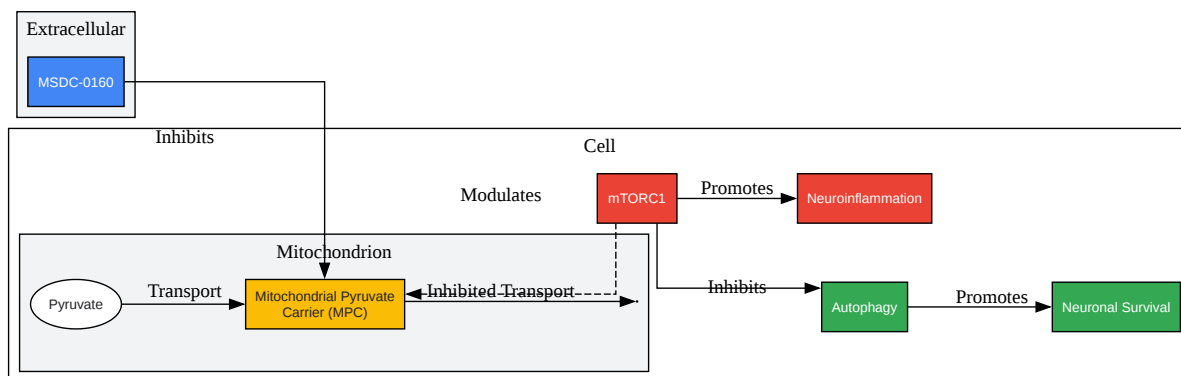 Extracellular
MSDC-0160
Inhibits
Cell
Modulates
mTORC1
Promotes
Neuroinflammation
Mitochondrion
Pyruvate
Transport
Mitochondrial Pyruvate
Carrier (MPC)
Inhibited Transport
Inhibits
Autophagy
Promotes
Neuronal Survival